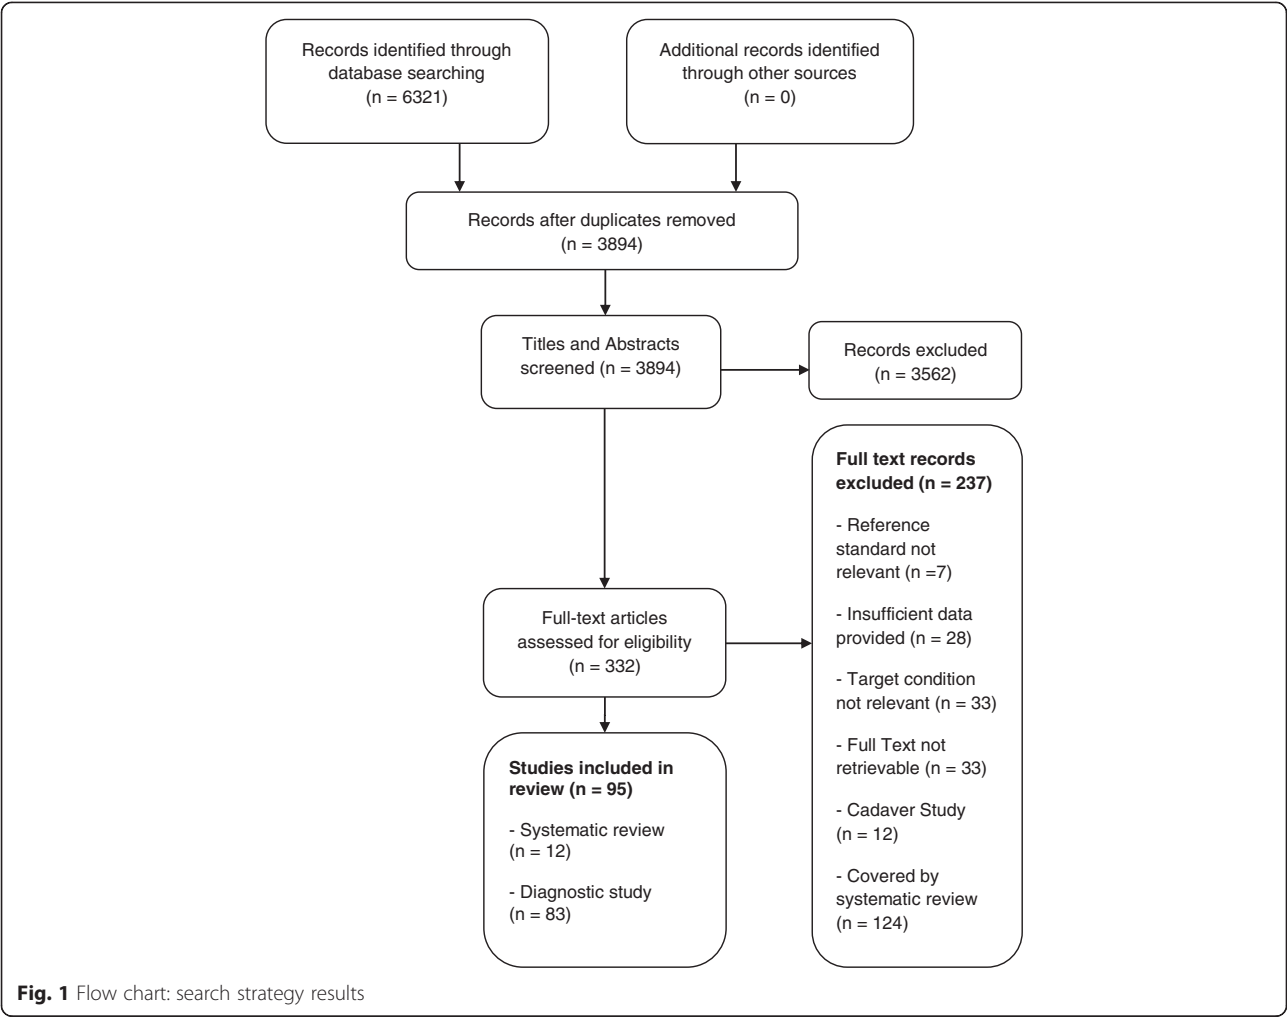 Records identified through
database searching
(n = 6321)
Additional records identified
through other sources
(n = 0)
Records after duplicates removed
(n = 3894)
Titles and Abstracts
screened (n = 3894)
Records excluded
(n = 3562)
Full text records
excluded (n = 237)
- Reference
standard not
relevant (n =7)
- Insufficient data
provided (n = 28)
- Target condition
not relevant (n = 33)
- Full Text not
retrievable (n = 33)
- Cadaver Study
(n = 12)
- Covered by
systematic review
(n = 124)
Full-text articles
assessed for eligibility
(n = 332)
Studies included in
review (n = 95)
- Systematic review
(n = 12)
- Diagnostic study
(n = 83)
Fig. 1 Flow chart: search strategy results